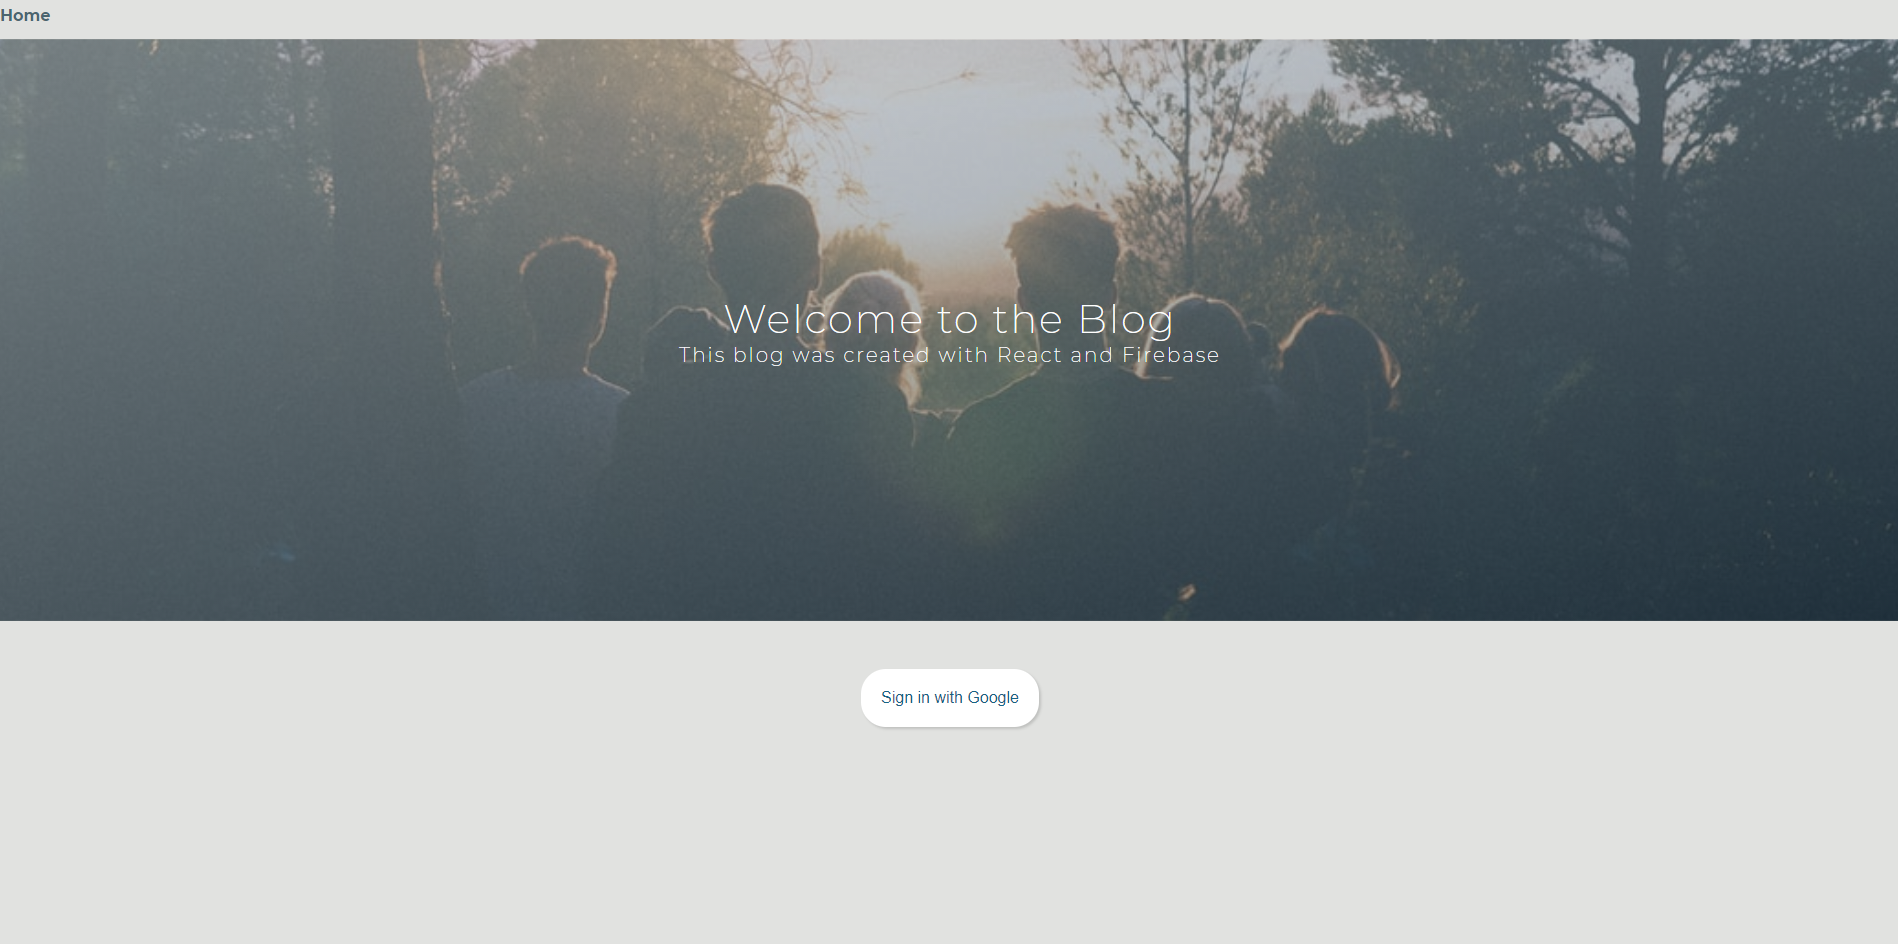 Home
Welcome to the Blog
This blog was created with React and Firebase
Sign in with Google